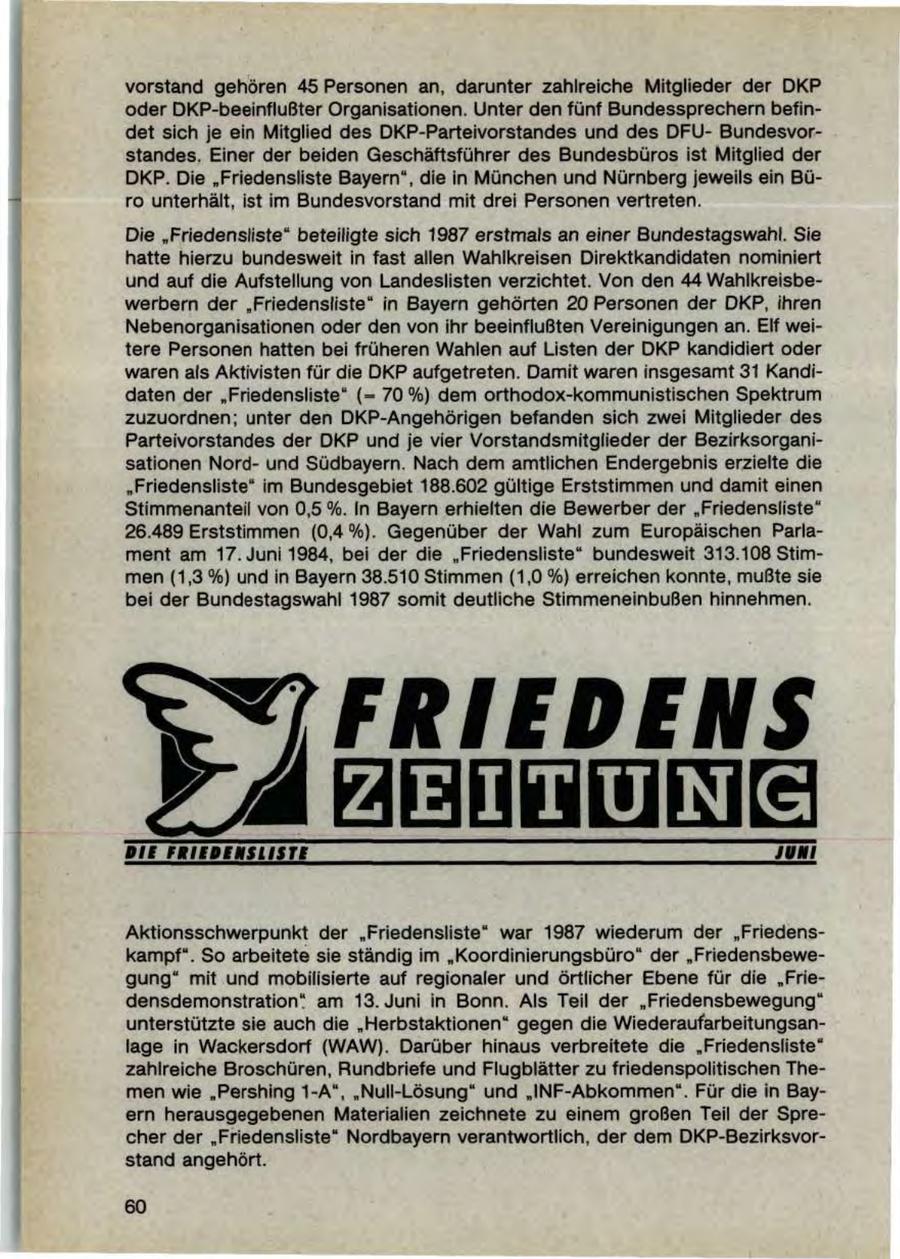 vorstand gehören 45 Personen an, darunter zahlreiche Mitglieder der DKP
oder DKP-beeinflußter Organisationen. Unter den fünf Bundessprechern befin-
det sich je ein Mitglied des DKP-Parteivorstandes und des DFU- Bundesvor-
standes. Einer der beiden Geschäftsführer des Bundesbüros ist Mitglied der
DKP. Die „Friedensliste Bayern“, die in München und Nürnberg jeweils ein Bü-
ro unterhält, ist im Bundesvorstand mit drei Personen vertreten.
Die „Friedensliste“ beteiligte sich 1987 erstmals an einer Bundestagswahl. Sie
hatte hierzu bundesweit in fast allen Wahlkreisen Direktkandidaten nominiert
und auf die Aufstellung von Landeslisten verzichtet. Von den 44 Wahlkreisbe-
werbern der „Friedensliste“ in Bayern gehörten 20 Personen der DKP, ihren
Nebenorganisationen oder den von ihr beeinflußten Vereinigungen an. Elf wei-
tere Personen hatten bei früheren Wahlen auf Listen der DKP kandidiert oder
waren als Aktivisten für die DKP aufgetreten. Damit waren insgesamt 31 Kandi-
daten der „Friedensliste“ (= 70 %) dem orthodox-kommunistischen Spektrum
zuzuordnen; unter den DKP-Angehörigen befanden sich zwei Mitglieder des
Parteivorstandes der DKP und je vier Vorstandsmitglieder der Bezirksorgani-
sationen Nord- und Südbayern. Nach dem amtlichen Endergebnis erzielte die
„Friedensliste“ im Bundesgebiet 188.602 gültige Erststimmen und damit einen
Stimmenanteil von 0,5 %. In Bayern erhielten die Bewerber der „Friedensliste“
26.489 Erststimmen (0,4 %). Gegenüber der Wahl zum Europäischen Parla-
ment am 17. Juni 1984, bei der die „Friedensliste“ bundesweit 313.108 Stim-
men (1,3 %) und in Bayern 38.510 Stimmen (1,0 %) erreichen konnte, mußte sie
bei der Bundestagswahl 1987 somit deutliche Stimmeneinbußen hinnehmen.
FRIEDENS
ZEITUNG
DIE FRIEDENSLISTE JUNI
Aktionsschwerpunkt der „Friedensliste“ war 1987 wiederum der „Friedens-
kampf“. So arbeitete sie ständig im „Koordinierungsbüro“ der „Friedensbewe-
gung“ mit und mobilisierte auf regionaler und örtlicher Ebene für die „Frie-
densdemonstration“ am 13. Juni in Bonn. Als Teil der „Friedensbewegung“
unterstützte sie auch die „Herbstaktionen“ gegen die Wiederaufarbeitungsan-
lage in Wackersdorf (WAW). Darüber hinaus verbreitete die „Friedensliste“
zahlreiche Broschüren, Rundbriefe und Flugblätter zu friedenspolitischen The-
men wie „Pershing 1-A“, „Null-Lösung“ und „INF-Abkommen“. Für die in Bay-
ern herausgegebenen Materialien zeichnete zu einem großen Teil der Spre-
cher der „Friedensliste“ Nordbayern verantwortlich, der dem DKP-Bezirksvor-
stand angehört.
60